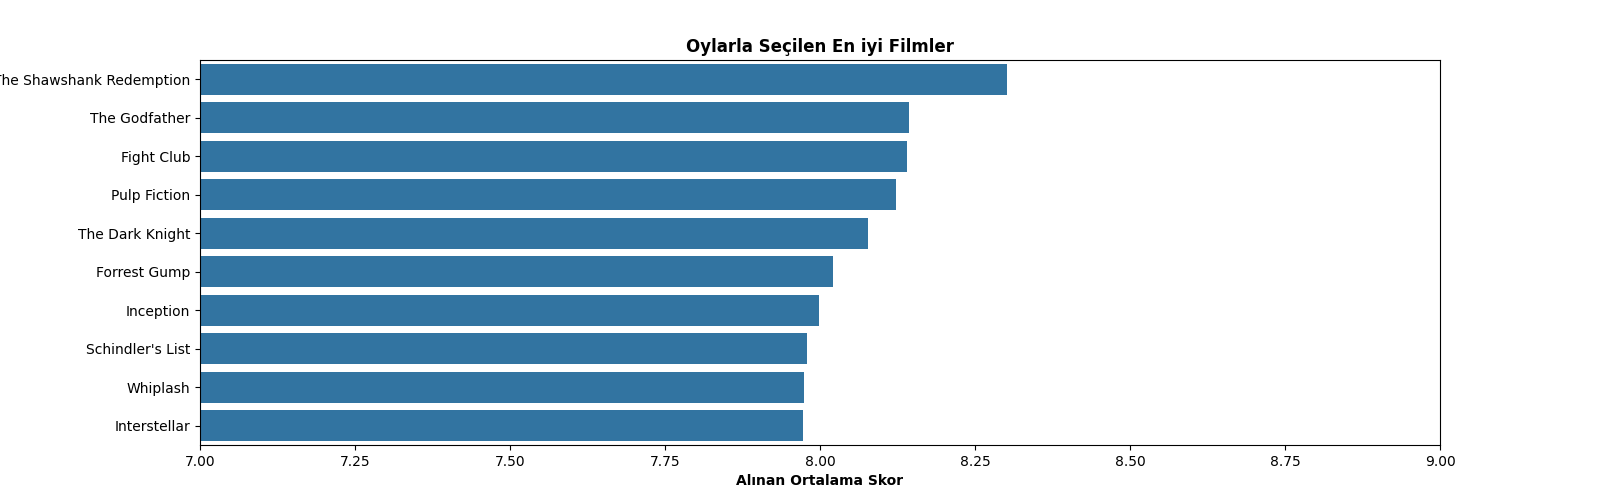 Oylarla Seçilen En iyi Filmler
The Shawshank Redemption
The Godfather
Fight Club
Pulp Fiction
The Dark Knight
Forrest Gump
Inception
Schindler's List
Whiplash
Interstellar
7.00 7.25 7.50 7.75 8.00 8.25 8.50 8.75 9.00
Alınan Ortalama Skor